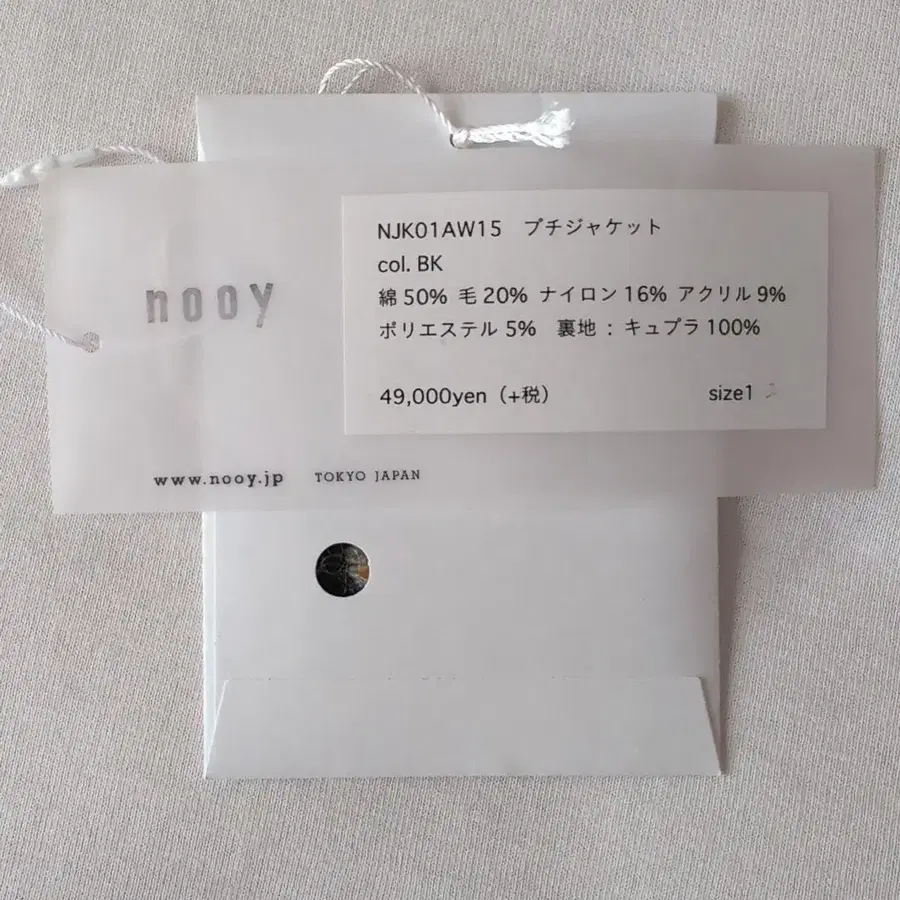 nooy
NJK01AW15　プチジャケット
col. BK
綿 50% 毛 20% ナイロン 16% アクリル 9%
ポリエステル 5%　裏地 : キュプラ 100%
49,000yen（+税）　size1
www.nooy.jp　TOKYO JAPAN